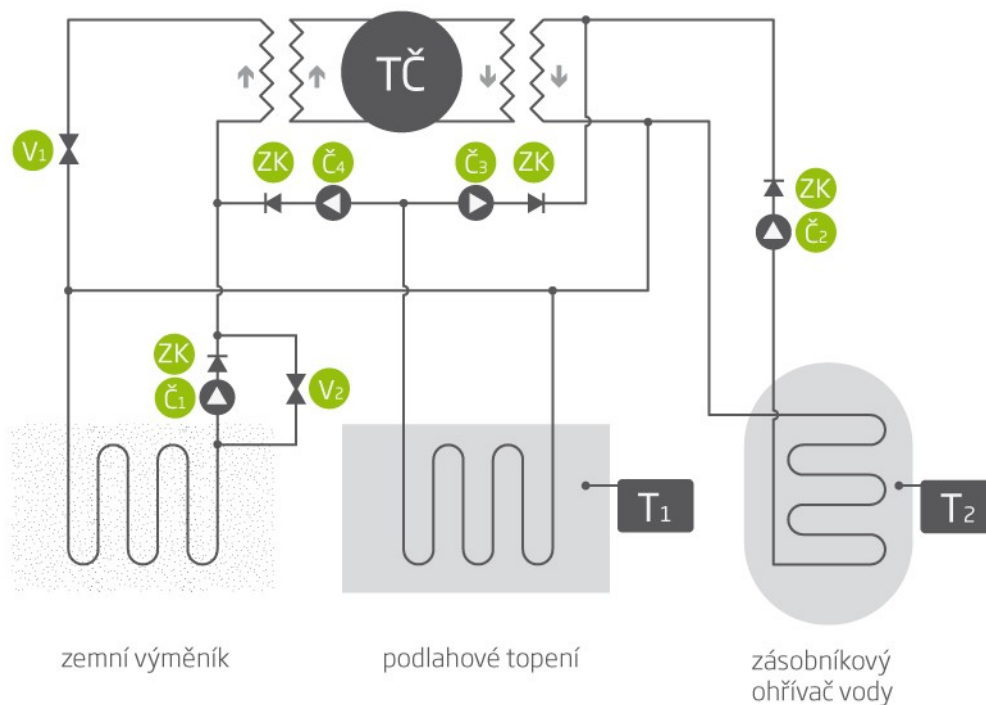 TČ
V1
ZK
Č4
Č3
ZK
ZK
Č2
ZK
Č1
V2
T1
T2
zemní výměník
podlahové topení
zásobníkový
ohřívač vody